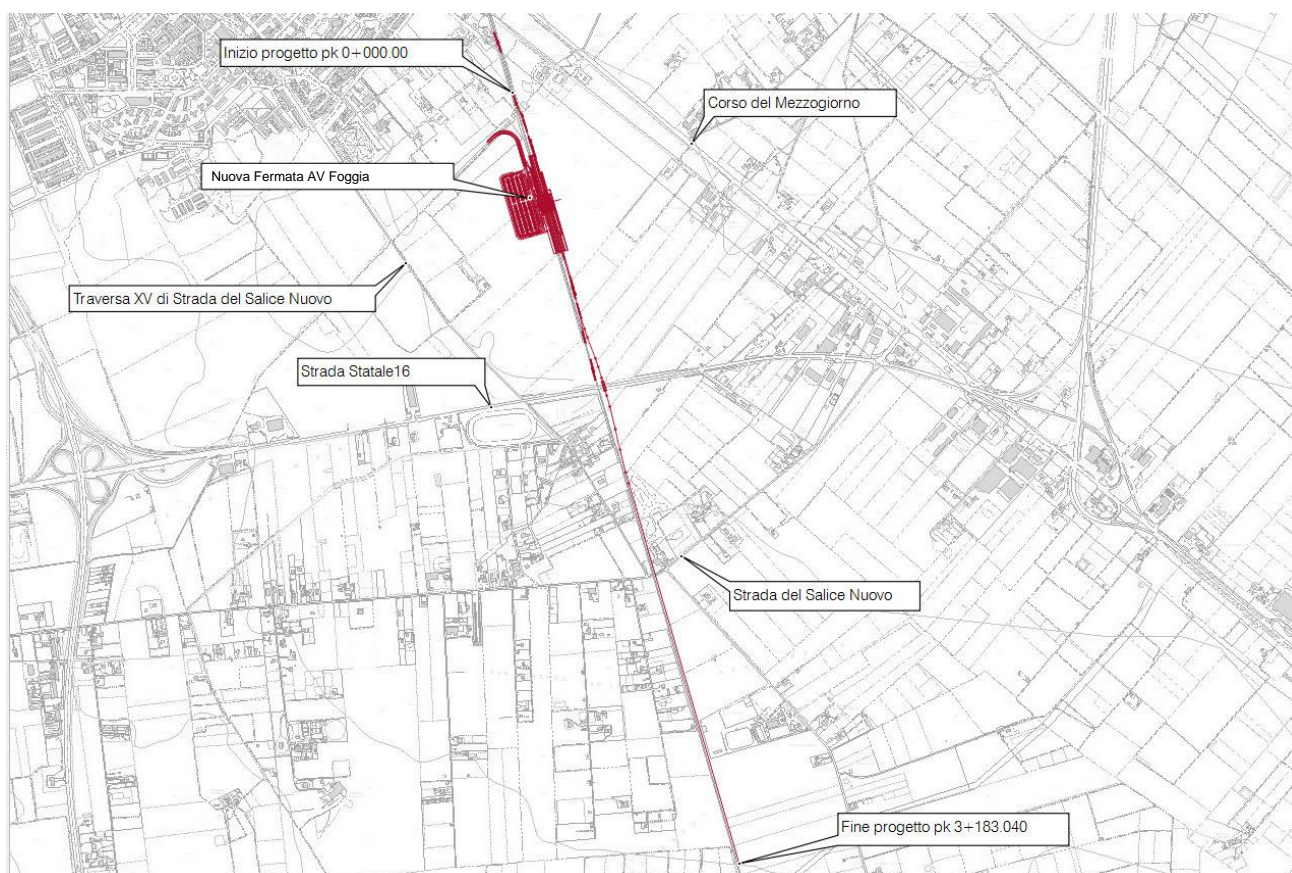 Inizio progetto pk 0+000.00
Corso del Mezzogiorno
Nuova Fermata AV Foggia
Traversa XV di Strada del Salice Nuovo
Strada Statale16
Strada del Salice Nuovo
Fine progetto pk 3+183.040